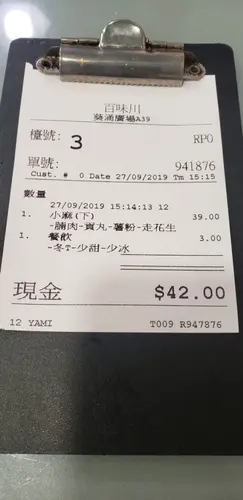 百味川
葵涌廣場A39
檯號: 3 RPO
單號: 941876
Cust. # 0 Date 27/09/2019 Tm 15:15
數量
27/09/2019 15:14:13 12
1. 小麻(下) 39.00
-腩肉-貢丸-薯粉-走花生
1. 餐飲 3.00
-冬T-少甜-少冰
現金 $42.00
12 YAMI T009 R947876